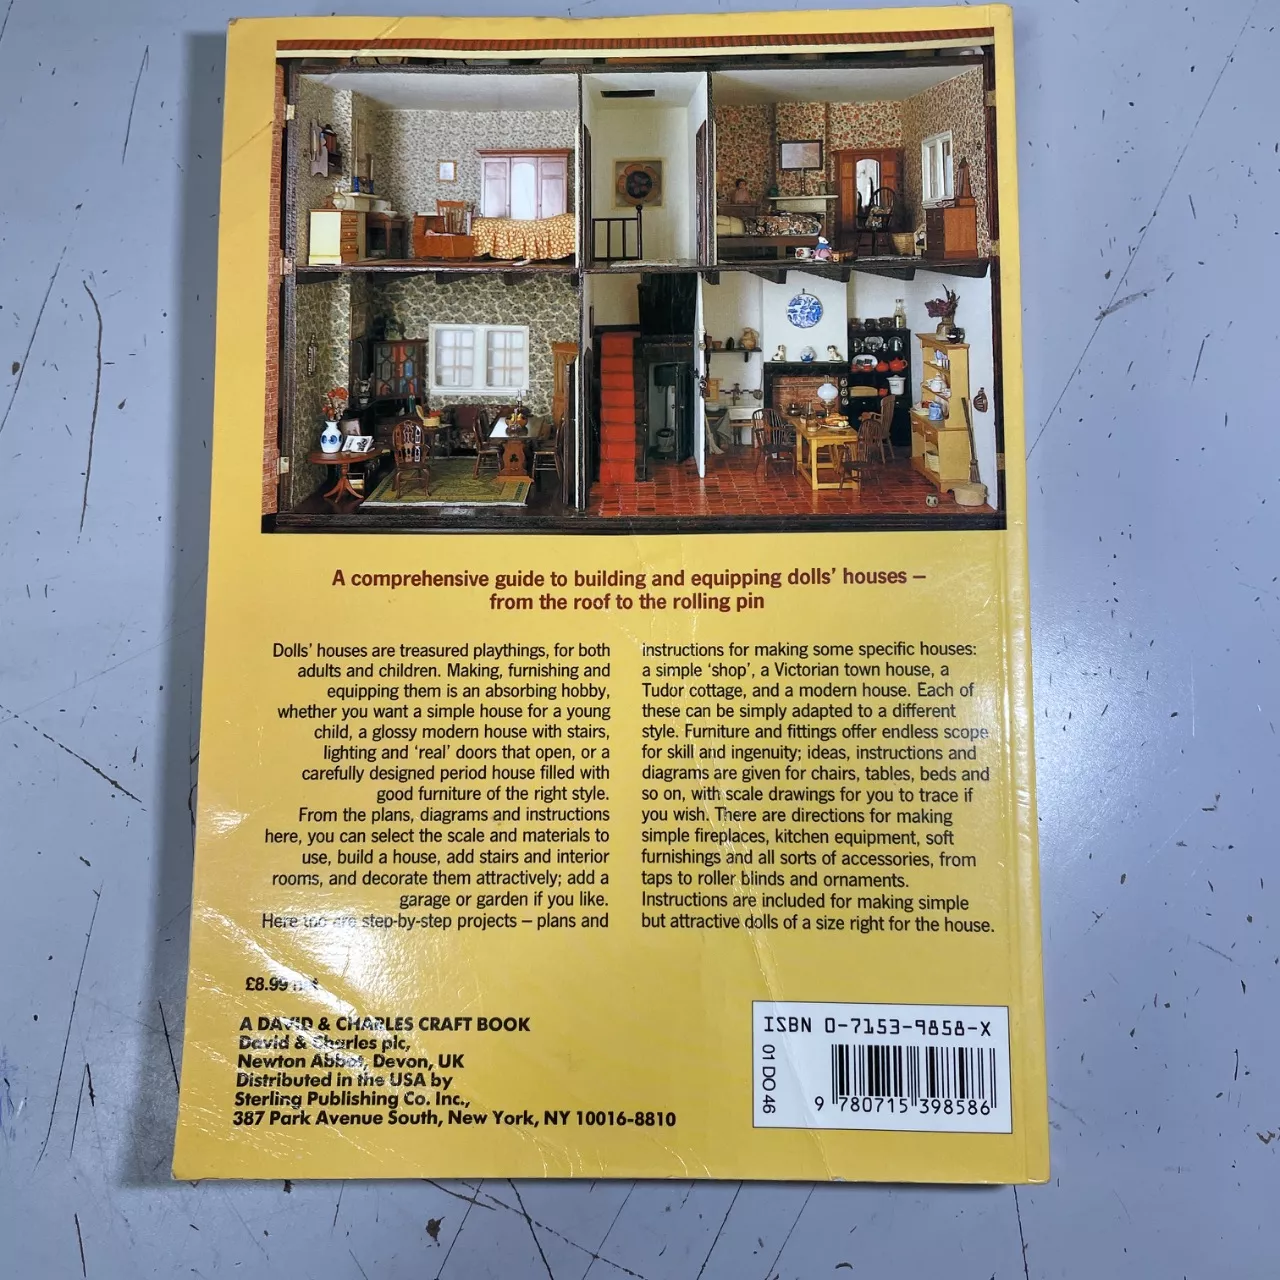 A comprehensive guide to building and equipping dolls' houses –
from the roof to the rolling pin
Dolls' houses are treasured playthings, for both
adults and children. Making, furnishing and
equipping them is an absorbing hobby,
whether you want a simple house for a young
child, a glossy modern house with stairs,
lighting and 'real' doors that open, or a
carefully designed period house filled with
good furniture of the right style.
From the plans, diagrams and instructions
here, you can select the scale and materials to
use, build a house, add stairs and interior
rooms, and decorate them attractively; add a
garage or garden if you like.
Here too are step-by-step projects – plans and
instructions for making some specific houses:
a simple 'shop', a Victorian town house, a
Tudor cottage, and a modern house. Each of
these can be simply adapted to a different
style. Furniture and fittings offer endless scope
for skill and ingenuity; ideas, instructions and
diagrams are given for chairs, tables, beds and
so on, with scale drawings for you to trace if
you wish. There are directions for making
simple fireplaces, kitchen equipment, soft
furnishings and all sorts of accessories, from
taps to roller blinds and ornaments.
Instructions are included for making simple
but attractive dolls of a size right for the house.
£8.99 net
A DAVID & CHARLES CRAFT BOOK
David & Charles plc,
Newton Abbot, Devon, UK
Distributed in the USA by
Sterling Publishing Co. Inc.,
387 Park Avenue South, New York, NY 10016-8810
ISBN 0-7153-9858-X
01 DO 46
9 780715 398586